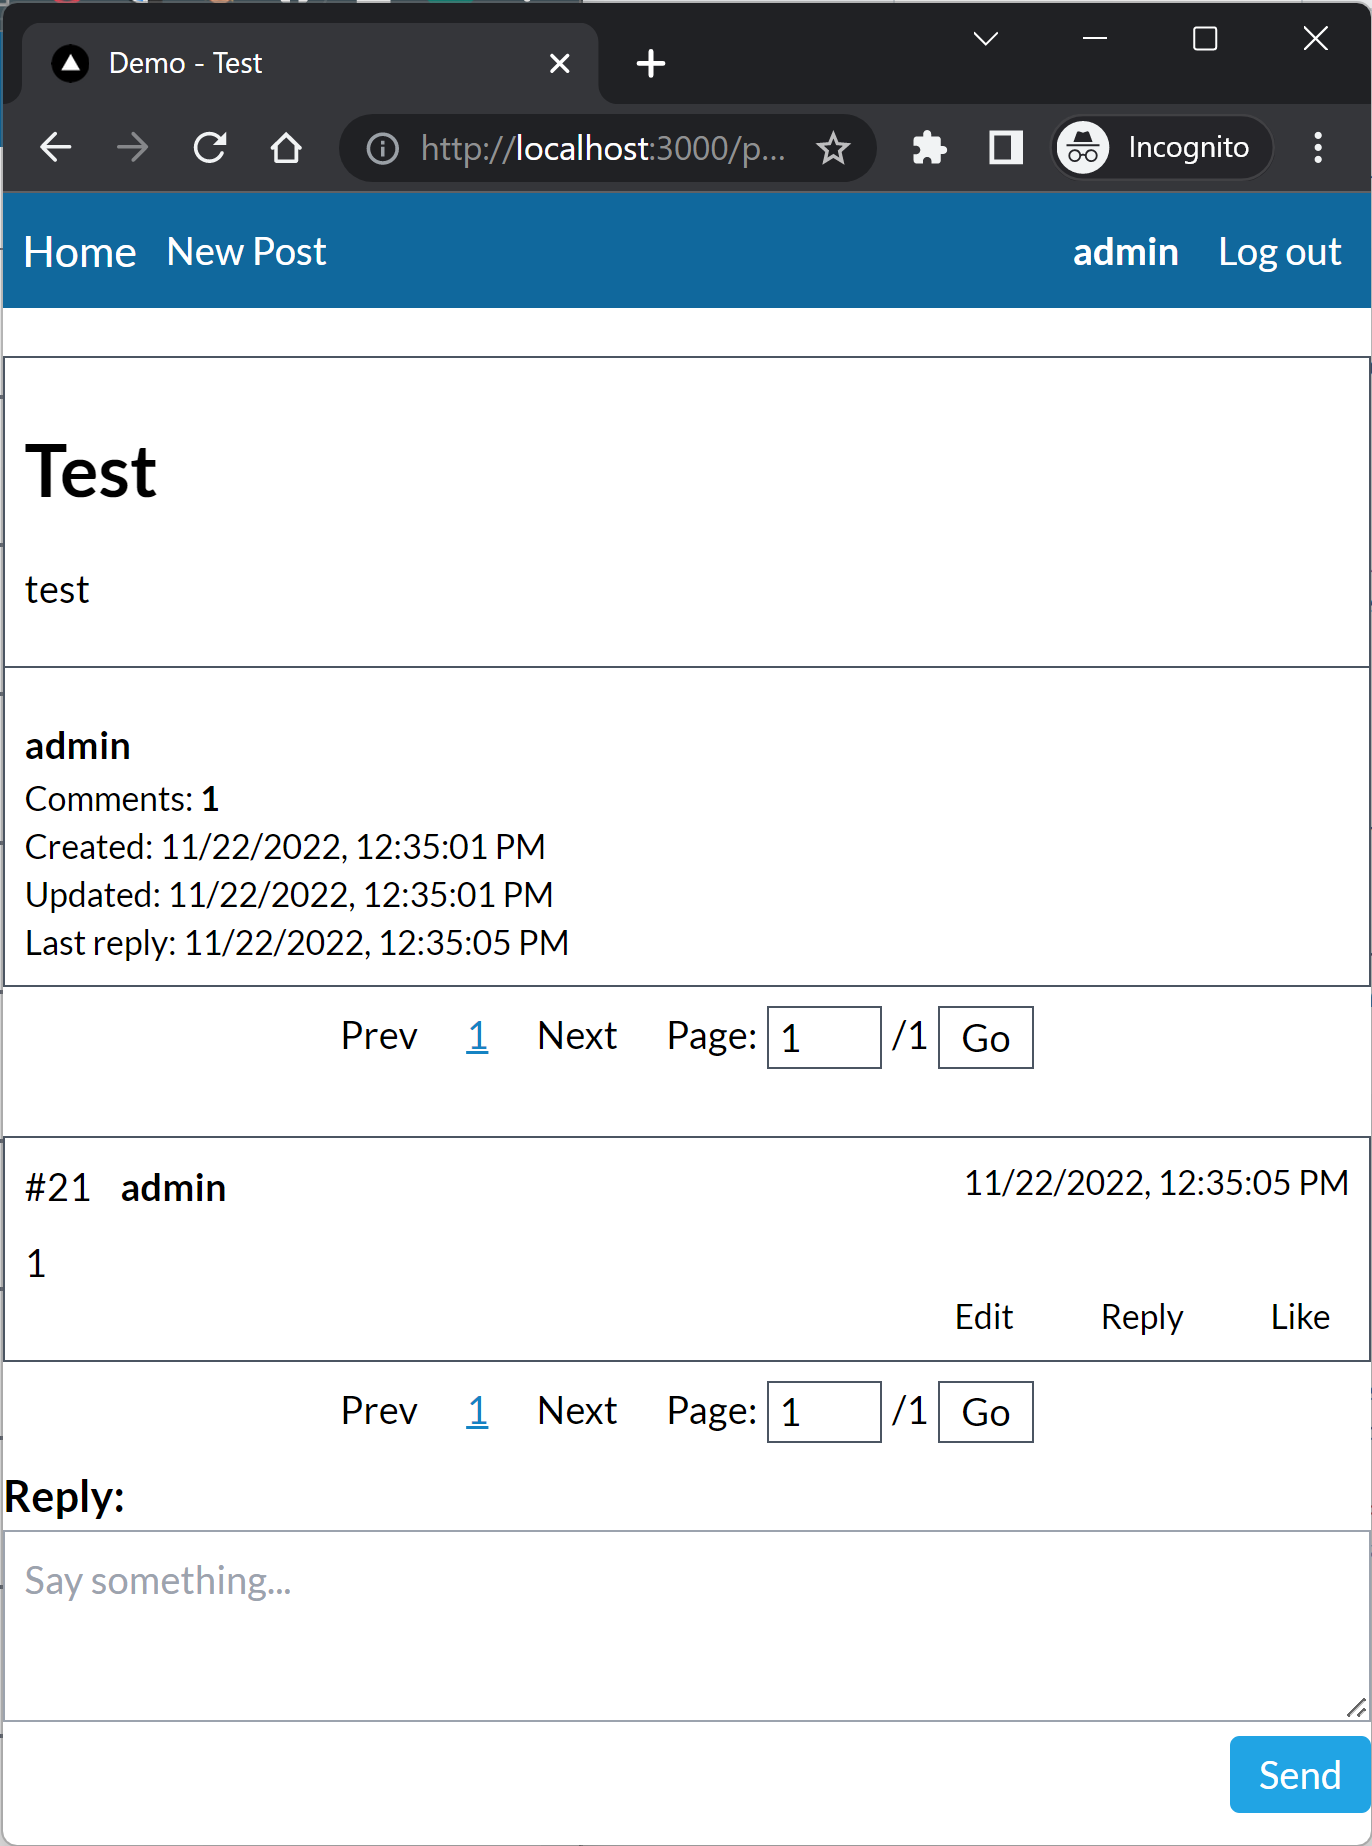 Demo - Test
http://localhost:3000/p...
Incognito
Home New Post admin Log out
Test
test
admin
Comments: 1
Created: 11/22/2022, 12:35:01 PM
Updated: 11/22/2022, 12:35:01 PM
Last reply: 11/22/2022, 12:35:05 PM
Prev 1 Next Page: 1 /1 Go
#21 admin 11/22/2022, 12:35:05 PM
1
Edit Reply Like
Prev 1 Next Page: 1 /1 Go
Reply:
Say something...
Send